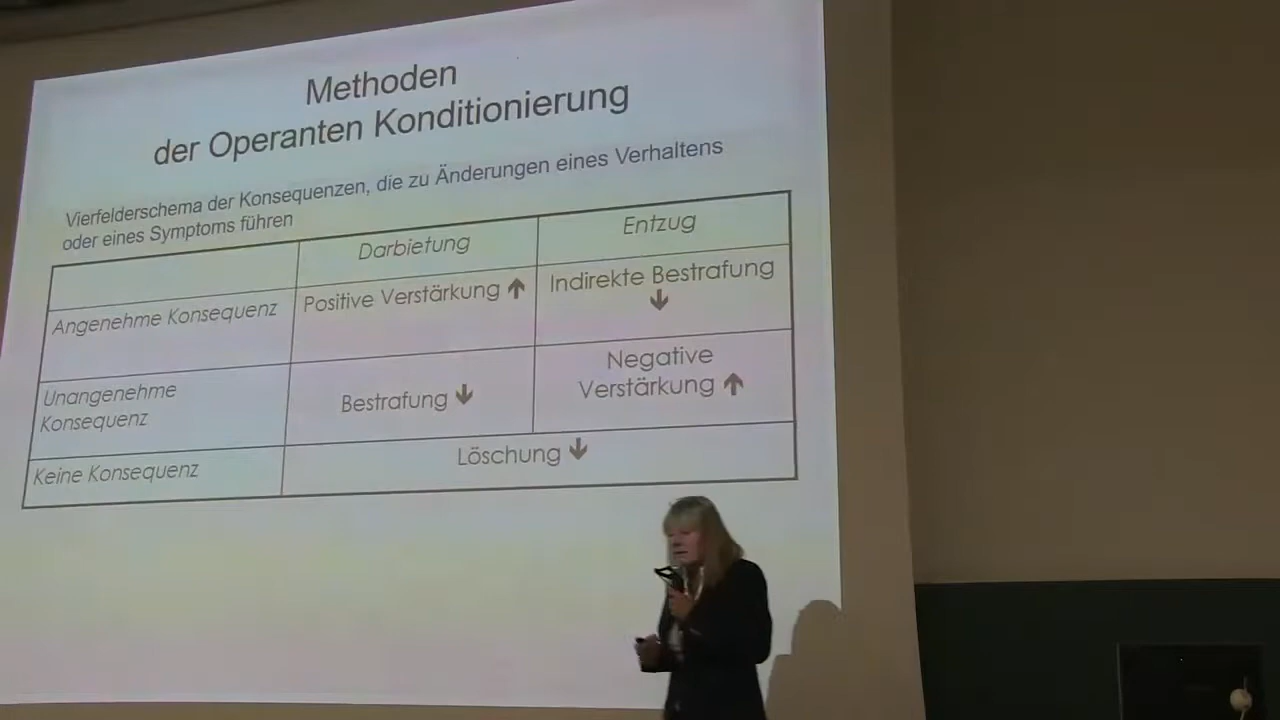 Methoden
der Operanten Konditionierung
Vierfelderschema der Konsequenzen, die zu Änderungen eines Verhaltens
oder eines Symptoms führen
Darbietung
Entzug
Angenehme Konsequenz
Positive Verstärkung ↑
Indirekte Bestrafung
↓
Unangenehme
Konsequenz
Bestrafung ↓
Negative
Verstärkung ↑
Keine Konsequenz
Löschung ↓